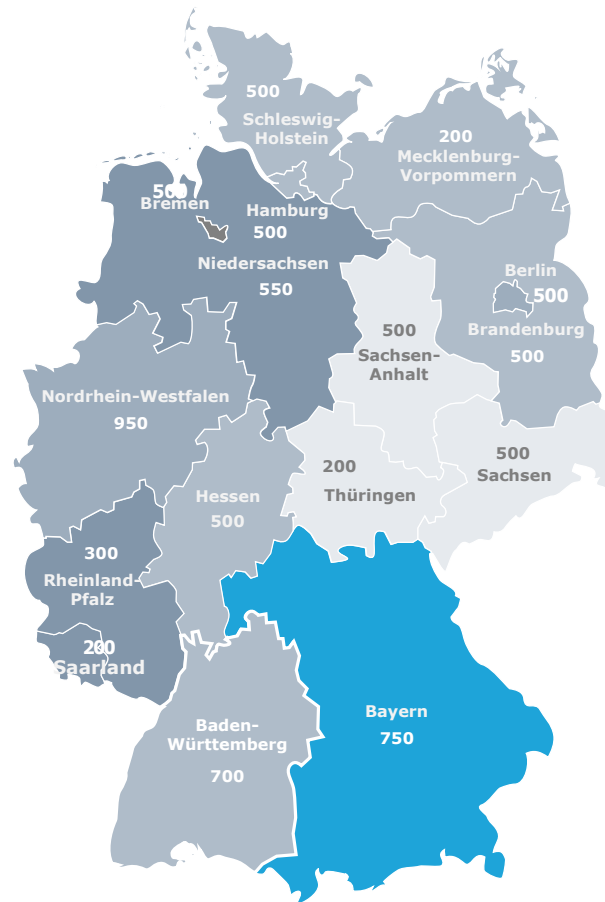 500
Schleswig-
Holstein
200
Mecklenburg-
Vorpommern
500
Bremen
Hamburg
500
Niedersachsen
550
Berlin
500
Brandenburg
500
500
Sachsen-
Anhalt
Nordrhein-Westfalen
950
500
Sachsen
200
Thüringen
Hessen
500
300
Rheinland-
Pfalz
200
Saarland
Bayern
750
Baden-
Württemberg
700